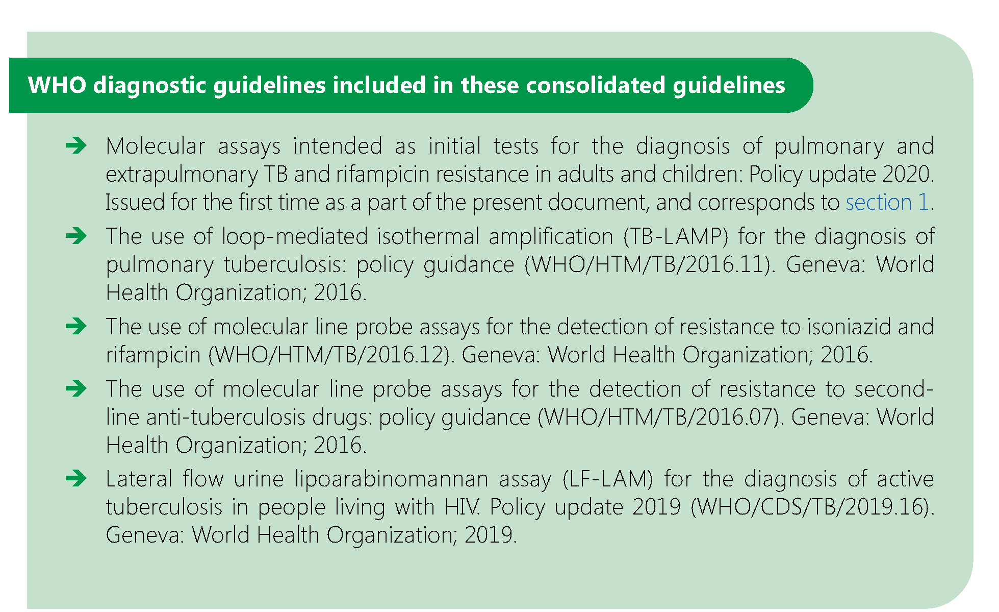 WHO diagnostic guidelines included in these consolidated guidelines
➔ Molecular assays intended as initial tests for the diagnosis of pulmonary and
extrapulmonary TB and rifampicin resistance in adults and children: Policy update 2020.
Issued for the first time as a part of the present document, and corresponds to section 1.
➔ The use of loop-mediated isothermal amplification (TB-LAMP) for the diagnosis of
pulmonary tuberculosis: policy guidance (WHO/HTM/TB/2016.11). Geneva: World
Health Organization; 2016.
➔ The use of molecular line probe assays for the detection of resistance to isoniazid and
rifampicin (WHO/HTM/TB/2016.12). Geneva: World Health Organization; 2016.
➔ The use of molecular line probe assays for the detection of resistance to second-
line anti-tuberculosis drugs: policy guidance (WHO/HTM/TB/2016.07). Geneva: World
Health Organization; 2016.
➔ Lateral flow urine lipoarabinomannan assay (LF-LAM) for the diagnosis of active
tuberculosis in people living with HIV. Policy update 2019 (WHO/CDS/TB/2019.16).
Geneva: World Health Organization; 2019.